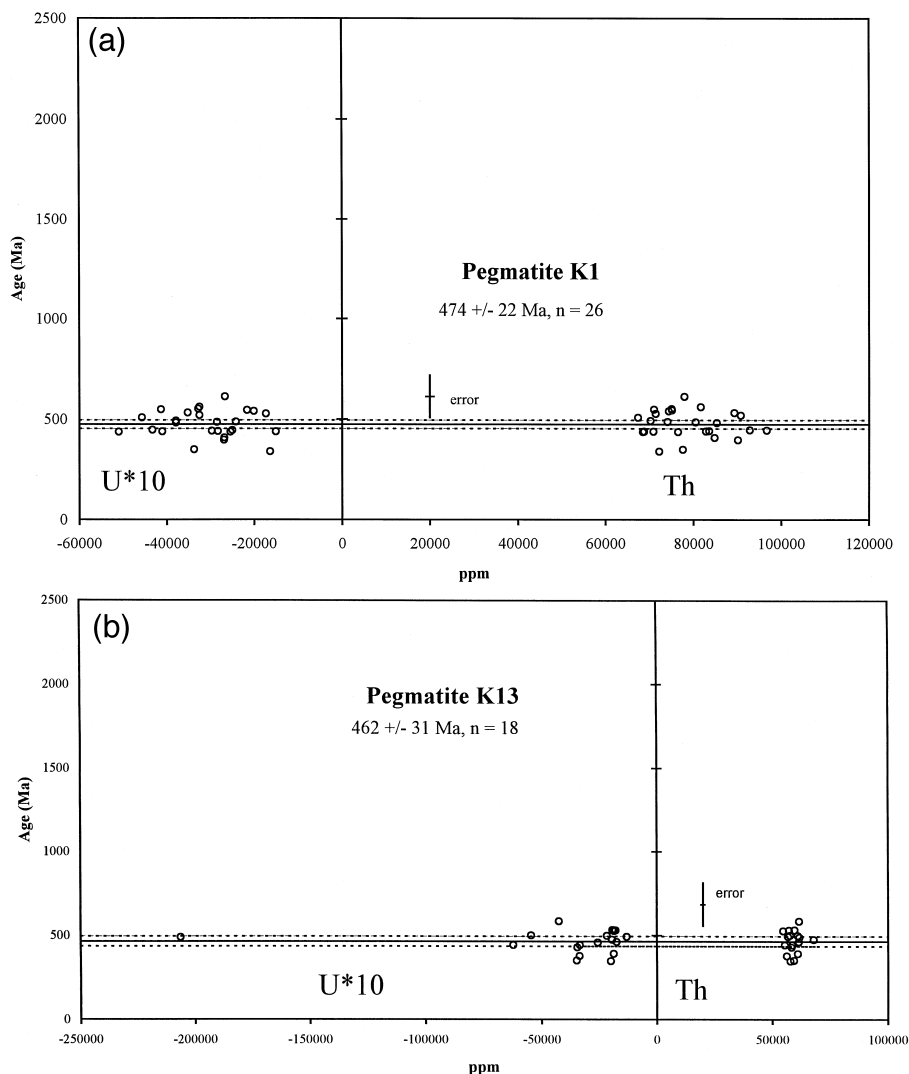 (a)
2500
2000
1500
1000
500
0
Age (Ma)
Pegmatite K1
474 +/- 22 Ma, n = 26
error
U*10
Th
-60000 -40000 -20000 0 20000 40000 60000 80000 100000 120000
ppm
(b)
2500
2000
1500
1000
500
0
Age (Ma)
Pegmatite K13
462 +/- 31 Ma, n = 18
error
U*10
Th
-250000 -200000 -150000 -100000 -50000 0 50000 100000
ppm